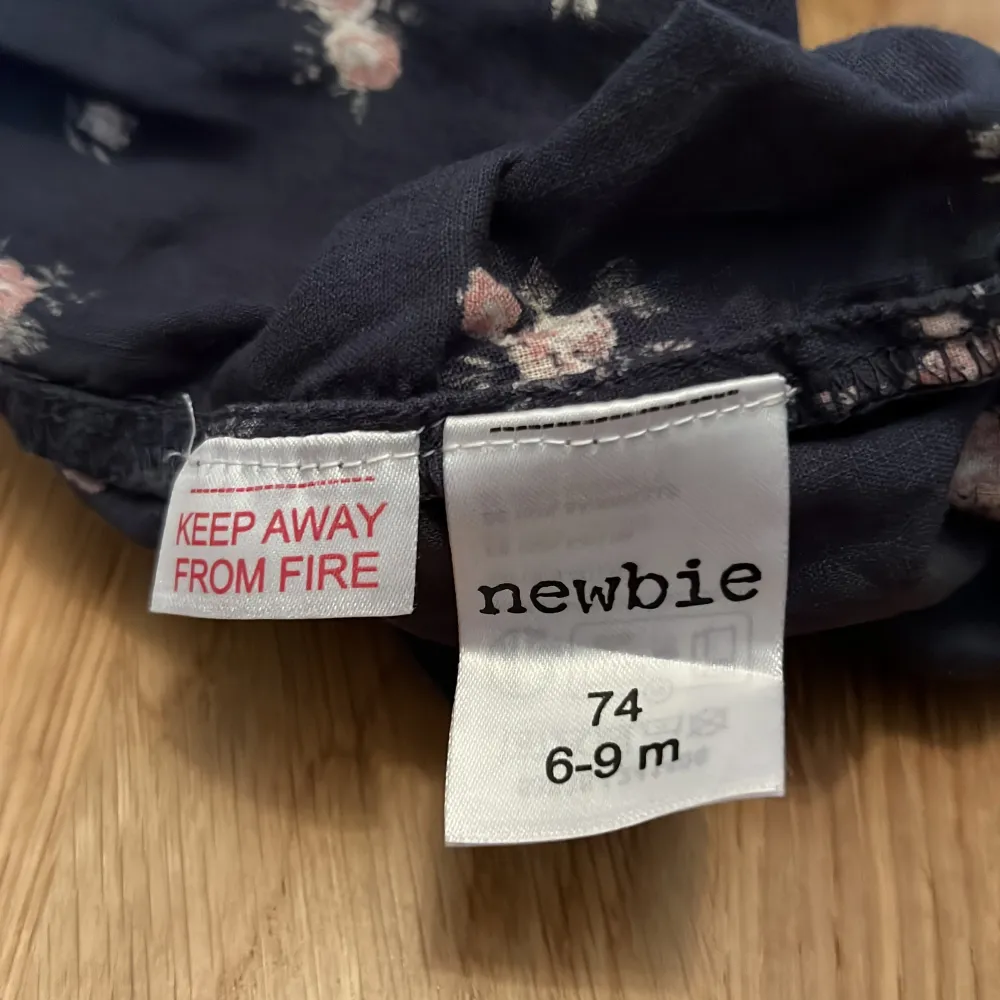 KEEP AWAY
FROM FIRE
newbie
74
6-9 m